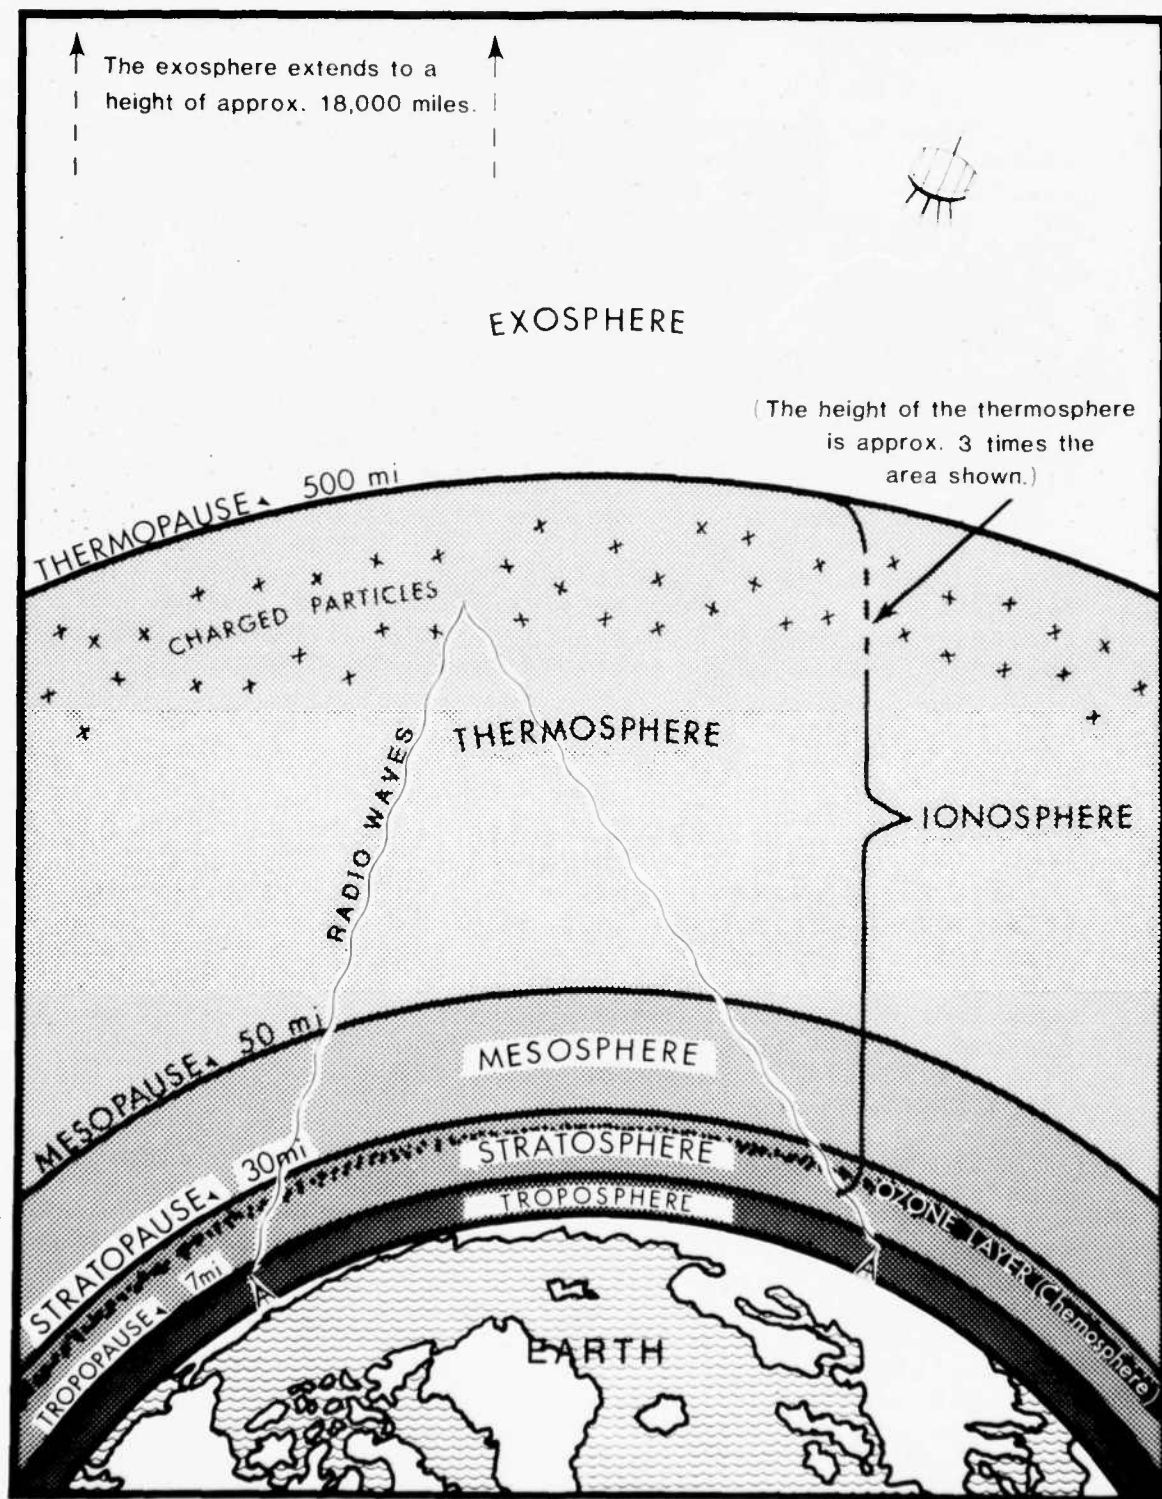 The exosphere extends to a
height of approx. 18,000 miles.
EXOSPHERE
(The height of the thermosphere
is approx. 3 times the
area shown.)
THERMOPAUSE 500 mi
CHARGED PARTICLES
THERMOSPHERE
RADIO WAVES
IONOSPHERE
MESOPAUSE 50 mi
MESOSPHERE
STRATOPAUSE 30mi
STRATOSPHERE
TROPOPAUSE 7mi
TROPOSPHERE
OZONE LAYER (Chemosphere)
EARTH